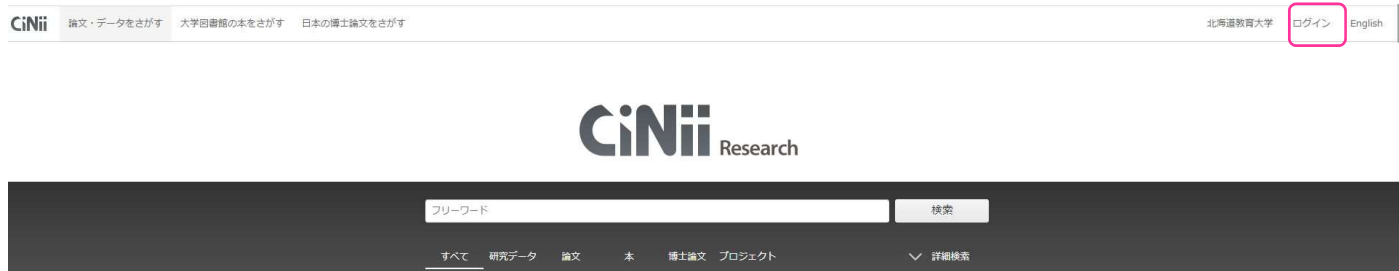 CiNii 論文・データをさがす 大学図書館の本をさがす 日本の博士論文をさがす 北海道教育大学 ログイン English
CiNii Research
フリーワード 検索
すべて 研究データ 論文 本 博士論文 プロジェクト 詳細検索